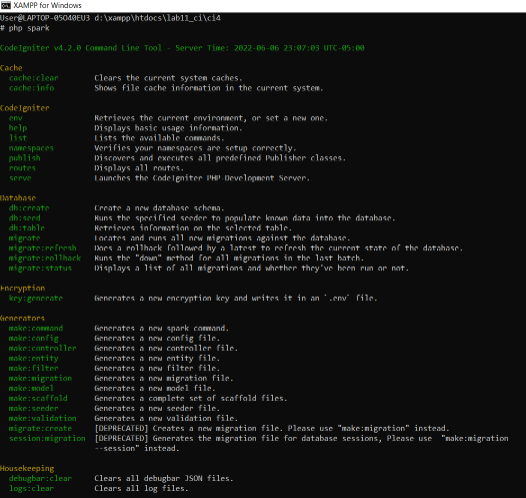 XAMPP for Windows
User@LAPTOP-05O40EU3 d:\xampp\htdocs\lab11_ci\ci4
# php spark
CodeIgniter v4.2.0 Command Line Tool - Server Time: 2022-06-06 23:07:03 UTC-05:00
Cache
cache:clear Clears the current system caches.
cache:info Shows file cache information in the current system.
CodeIgniter
env Retrieves the current environment, or set a new one.
help Displays basic usage information.
list Lists the available commands.
namespaces Verifies your namespaces are setup correctly.
publish Discovers and executes all predefined Publisher classes.
routes Displays all routes.
serve Launches the CodeIgniter PHP-Development Server.
Database
db:create Create a new database schema.
db:seed Runs the specified seeder to populate known data into the database.
db:table Retrieves information on the selected table.
migrate Locates and runs all new migrations against the database.
migrate:refresh Does a rollback followed by a latest to refresh the current state of the database.
migrate:rollback Runs the "down" method for all migrations in the last batch.
migrate:status Displays a list of all migrations and whether they've been run or not.
Encryption
key:generate Generates a new encryption key and writes it in an `.env` file.
Generators
make:command Generates a new spark command.
make:config Generates a new config file.
make:controller Generates a new controller file.
make:entity Generates a new entity file.
make:filter Generates a new filter file.
make:migration Generates a new migration file.
make:model Generates a new model file.
make:scaffold Generates a complete set of scaffold files.
make:seeder Generates a new seeder file.
make:validation Generates a new validation file.
migrate:create [DEPRECATED] Creates a new migration file. Please use "make:migration" instead.
session:migration [DEPRECATED] Generates the migration file for database sessions, Please use "make:migration
--session" instead.
Housekeeping
debugbar:clear Clears all debugbar JSON files.
logs:clear Clears all log files.